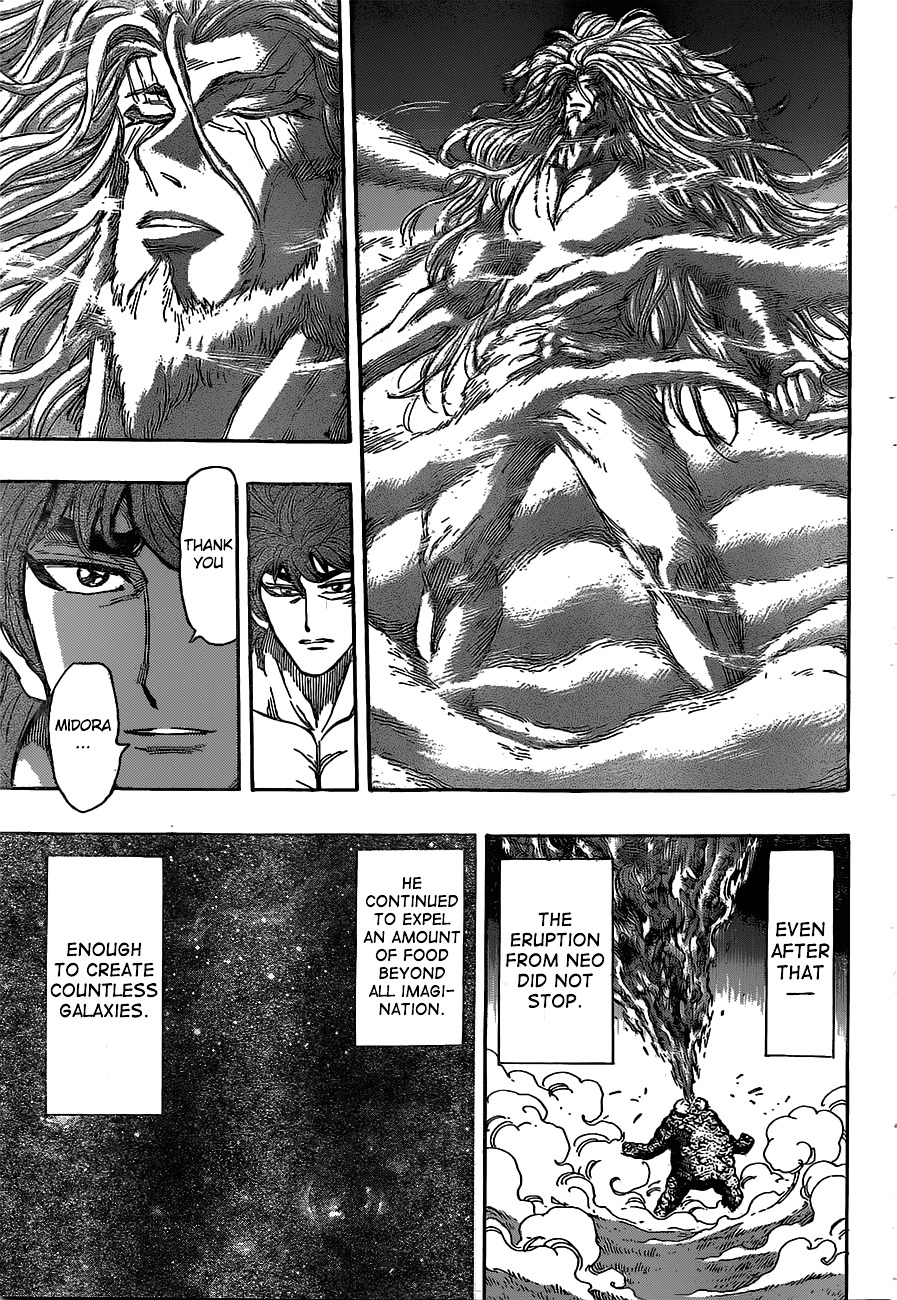 THANK
YOU
MIDORA
...
EVEN
AFTER
THAT
—
THE
ERUPTION
FROM NEO
DID NOT
STOP.
HE
CONTINUED
TO EXPEL
AN AMOUNT
OF FOOD
BEYOND
ALL IMAGI-
NATION.
ENOUGH
TO CREATE
COUNTLESS
GALAXIES.